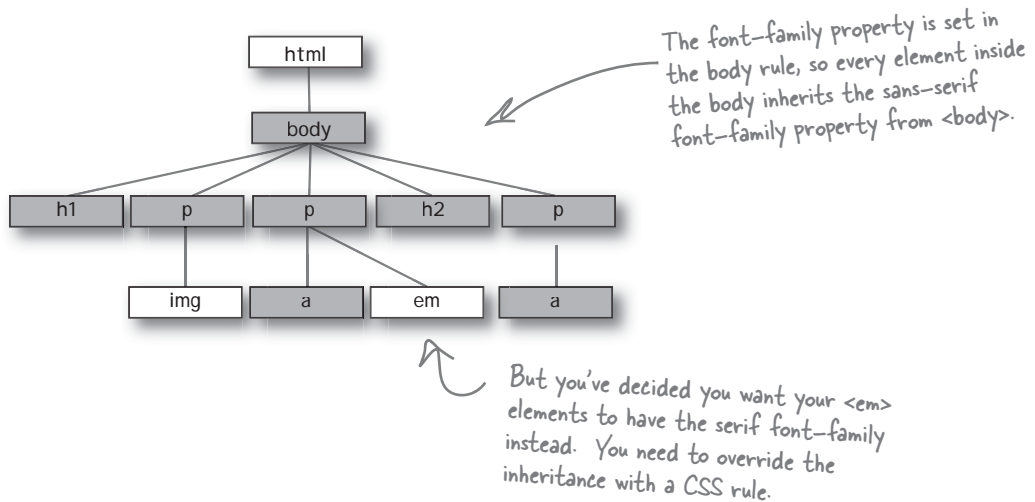 html
The font-family property is set in
the body rule, so every element inside
the body inherits the sans-serif
font-family property from <body>.
body
h1
p
p
h2
p
img
a
em
a
But you've decided you want your <em>
elements to have the serif font-family
instead. You need to override the
inheritance with a CSS rule.